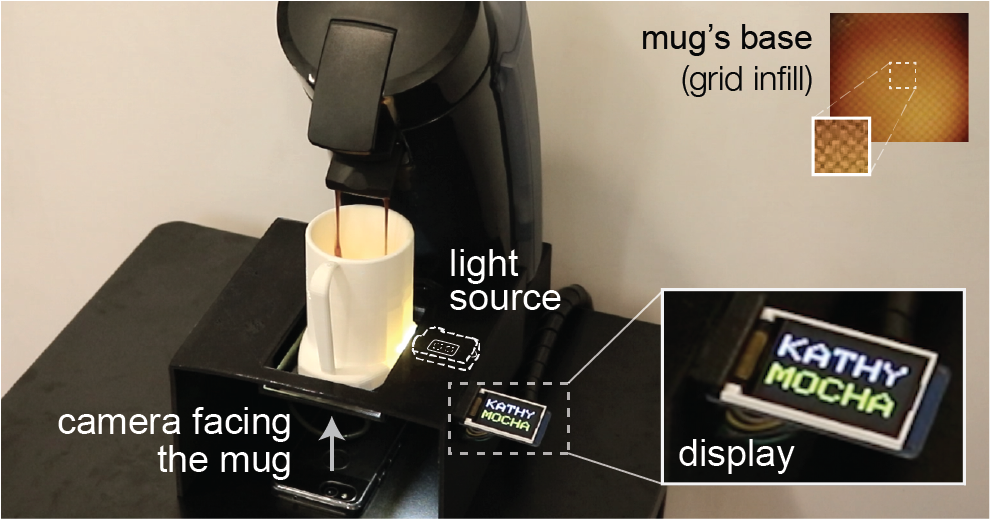 mug's base
(grid infill)
light
source
camera facing
the mug
KATHY
MOCHA
KATHY
MOCHA
display